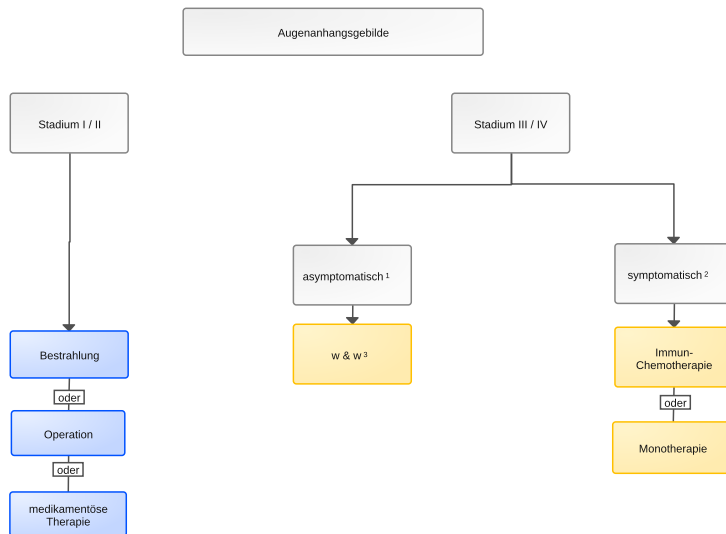 Augenanhangsgebilde
Stadium I / II
Stadium III / IV
asymptomatisch 1
symptomatisch 2
Bestrahlung
w & w 3
Immun-
Chemotherapie
oder
oder
Operation
Monotherapie
oder
medikamentöse
Therapie